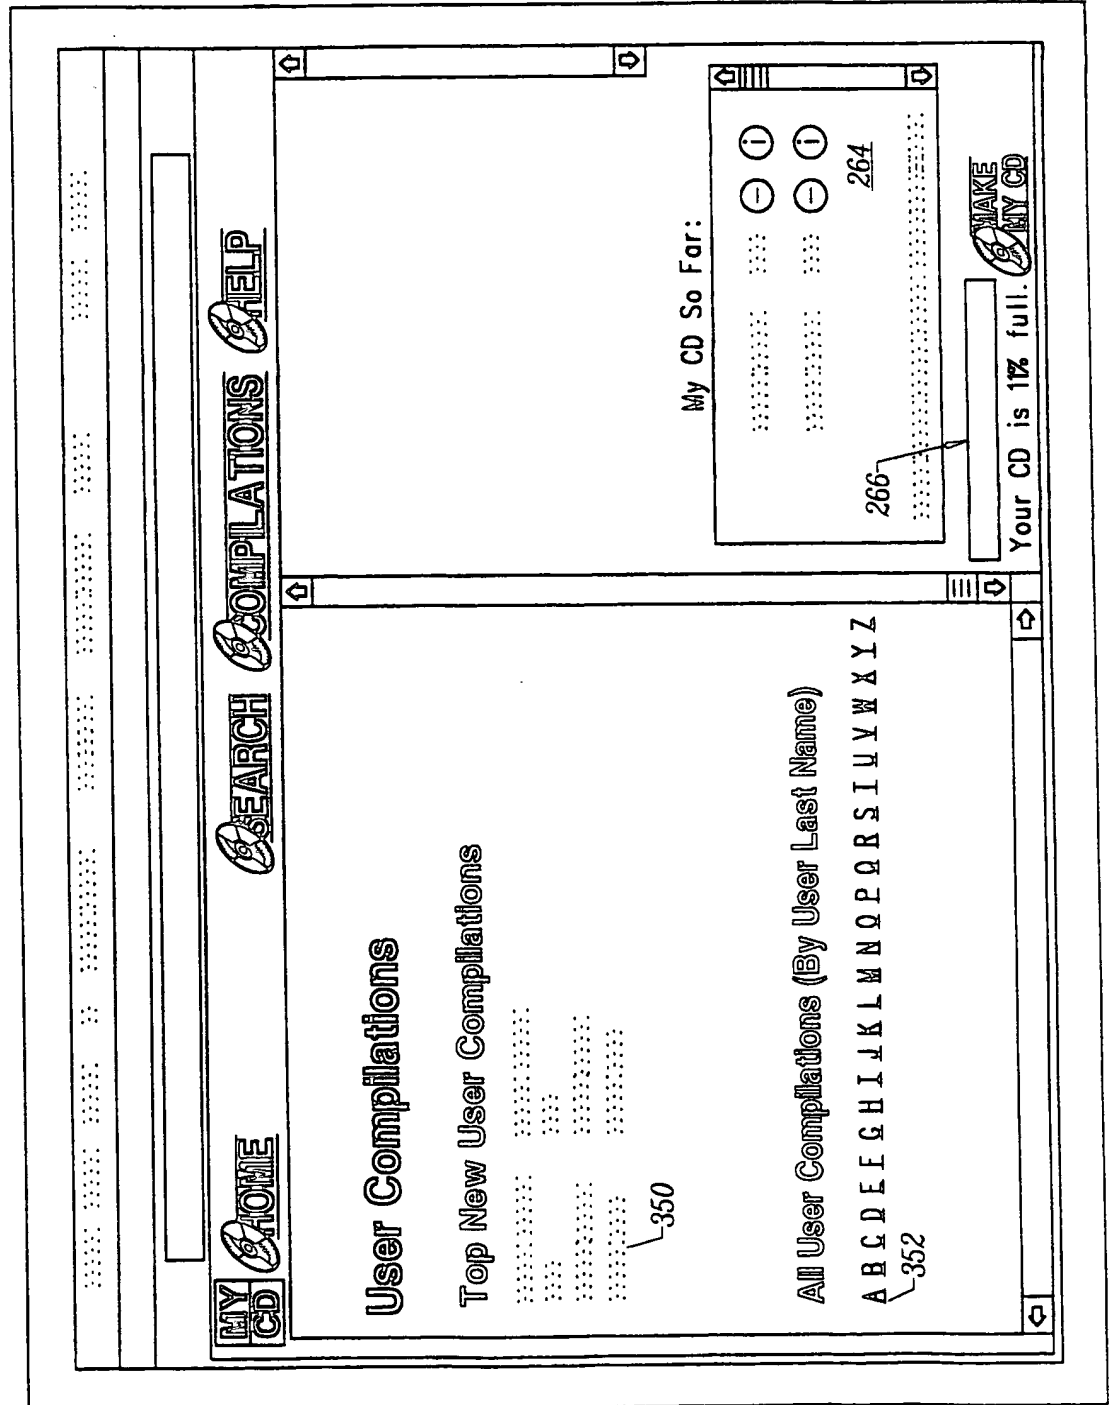 MY
CD
HOME
SEARCH
COMPILATIONS
HELP
User Compilations
Top New User Compilations
350
All User Compilations (By User Last Name)
A B C D E F G H I J K L M N O P Q R S T U V W X Y Z
352
My CD So Far:
– i
– i
264
266
MAKE
MY CD
Your CD is 11% full.